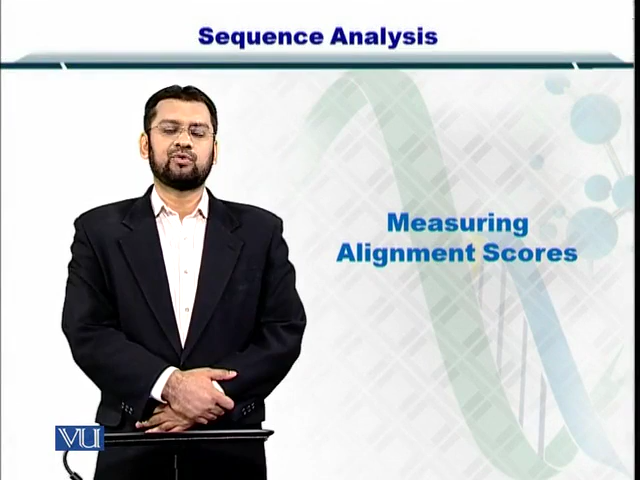 Sequence Analysis
Measuring
Alignment Scores
VU